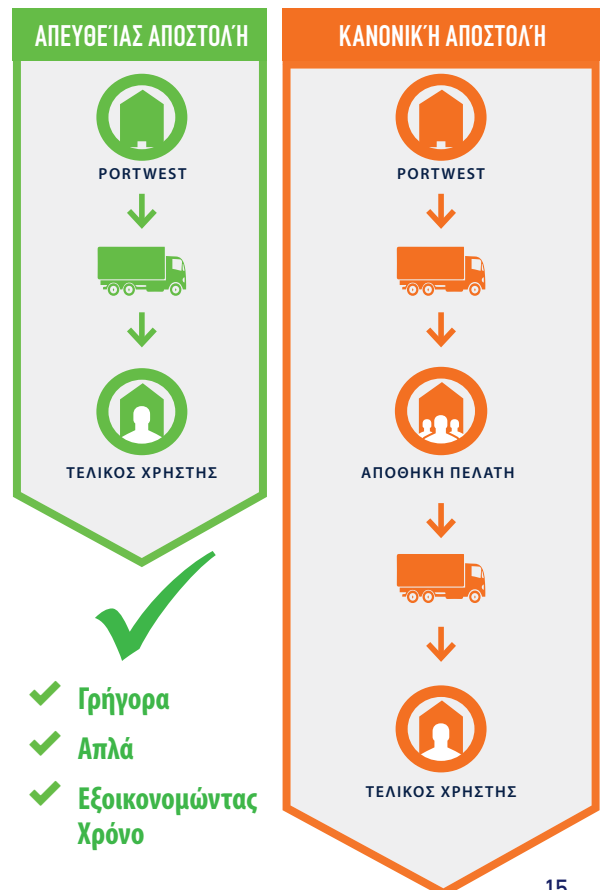 ΑΠΕΥΘΕΊΑΣ ΑΠΟΣΤΟΛΉ
PORTWEST
ΤΕΛΙΚΟΣ ΧΡΗΣΤΗΣ
Γρήγορα
Απλά
Εξοικονομώντας
Χρόνο
ΚΑΝΟΝΙΚΉ ΑΠΟΣΤΟΛΉ
PORTWEST
ΑΠΟΘΗΚΗ ΠΕΛΑΤΗ
ΤΕΛΙΚΟΣ ΧΡΗΣΤΗΣ
15